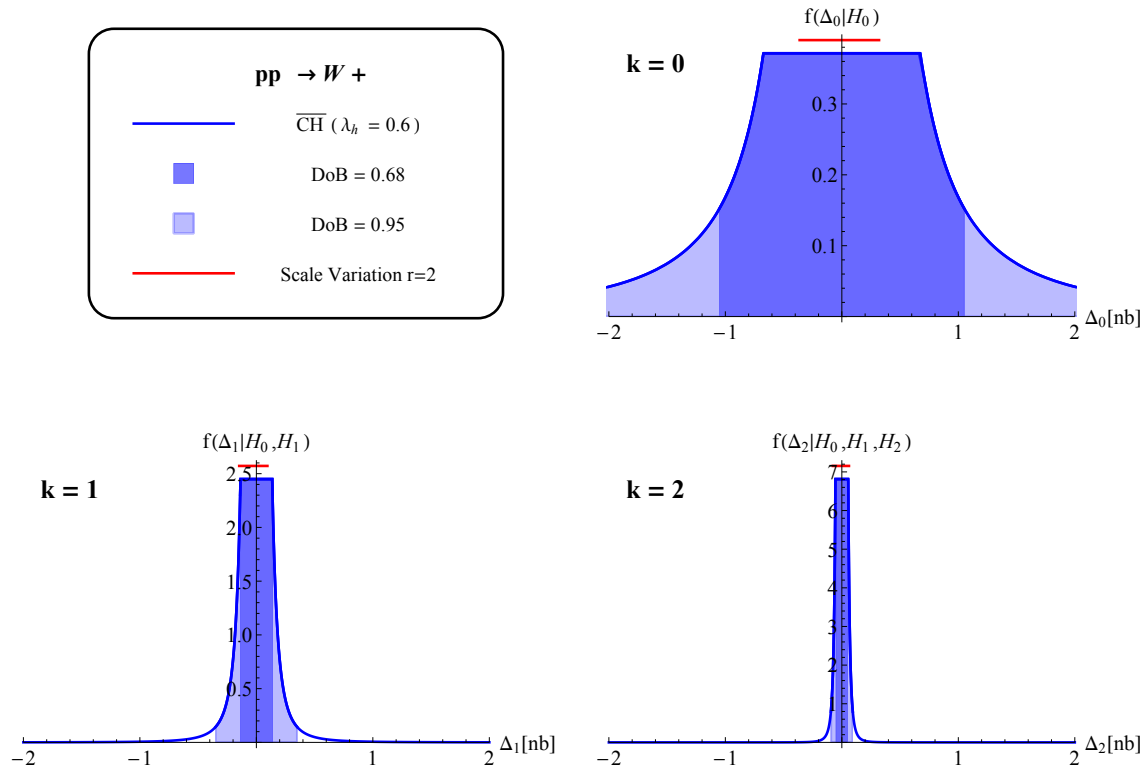 pp → W +
C̅H̅ ( λₕ = 0.6 )
DoB = 0.68
DoB = 0.95
Scale Variation r=2
f(Δ₀|H₀)
k = 0
0.3
0.2
0.1
−2 −1 1 2 Δ₀[nb]
f(Δ₁|H₀,H₁)
k = 1
2.5
2.0
1.5
1.0
0.5
−2 −1 1 2 Δ₁[nb]
f(Δ₂|H₀,H₁,H₂)
k = 2
7
6
5
4
3
2
1
−2 −1 1 2 Δ₂[nb]